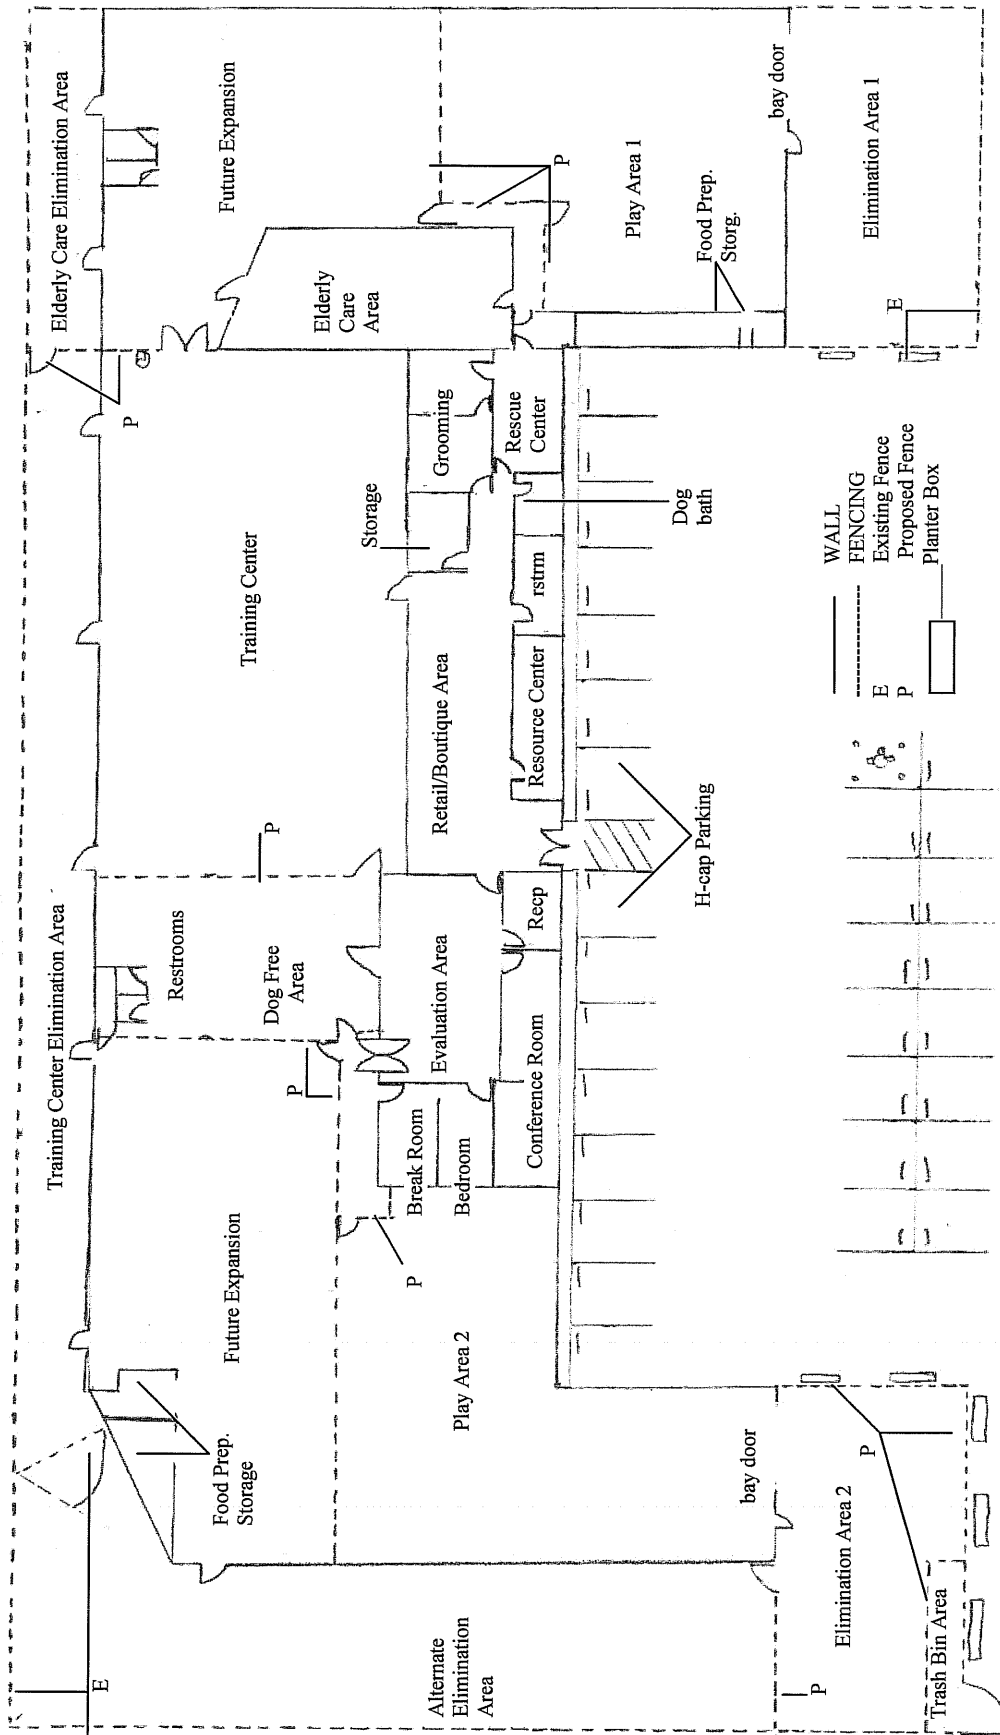 Training Center Elimination Area
Elderly Care Elimination Area
E
P
Restrooms
Food Prep.
Storage
Future Expansion
Training Center
Future Expansion
Dog Free
Area
P
P
Elderly
Care
Area
Storage
P
Break Room
Evaluation Area
Retail/Boutique Area
Grooming
Alternate
Elimination
Area
Play Area 2
Bedroom
Rescue
Center
Conference Room
Recp
Resource Center
rstrm
P
Play Area 1
Dog
bath
Food Prep.
Storg.
H-cap Parking
bay door
bay door
P
Elimination Area 2
P
WALL
FENCING
E Existing Fence
P Proposed Fence
Planter Box
Elimination Area 1
E
Trash Bin Area